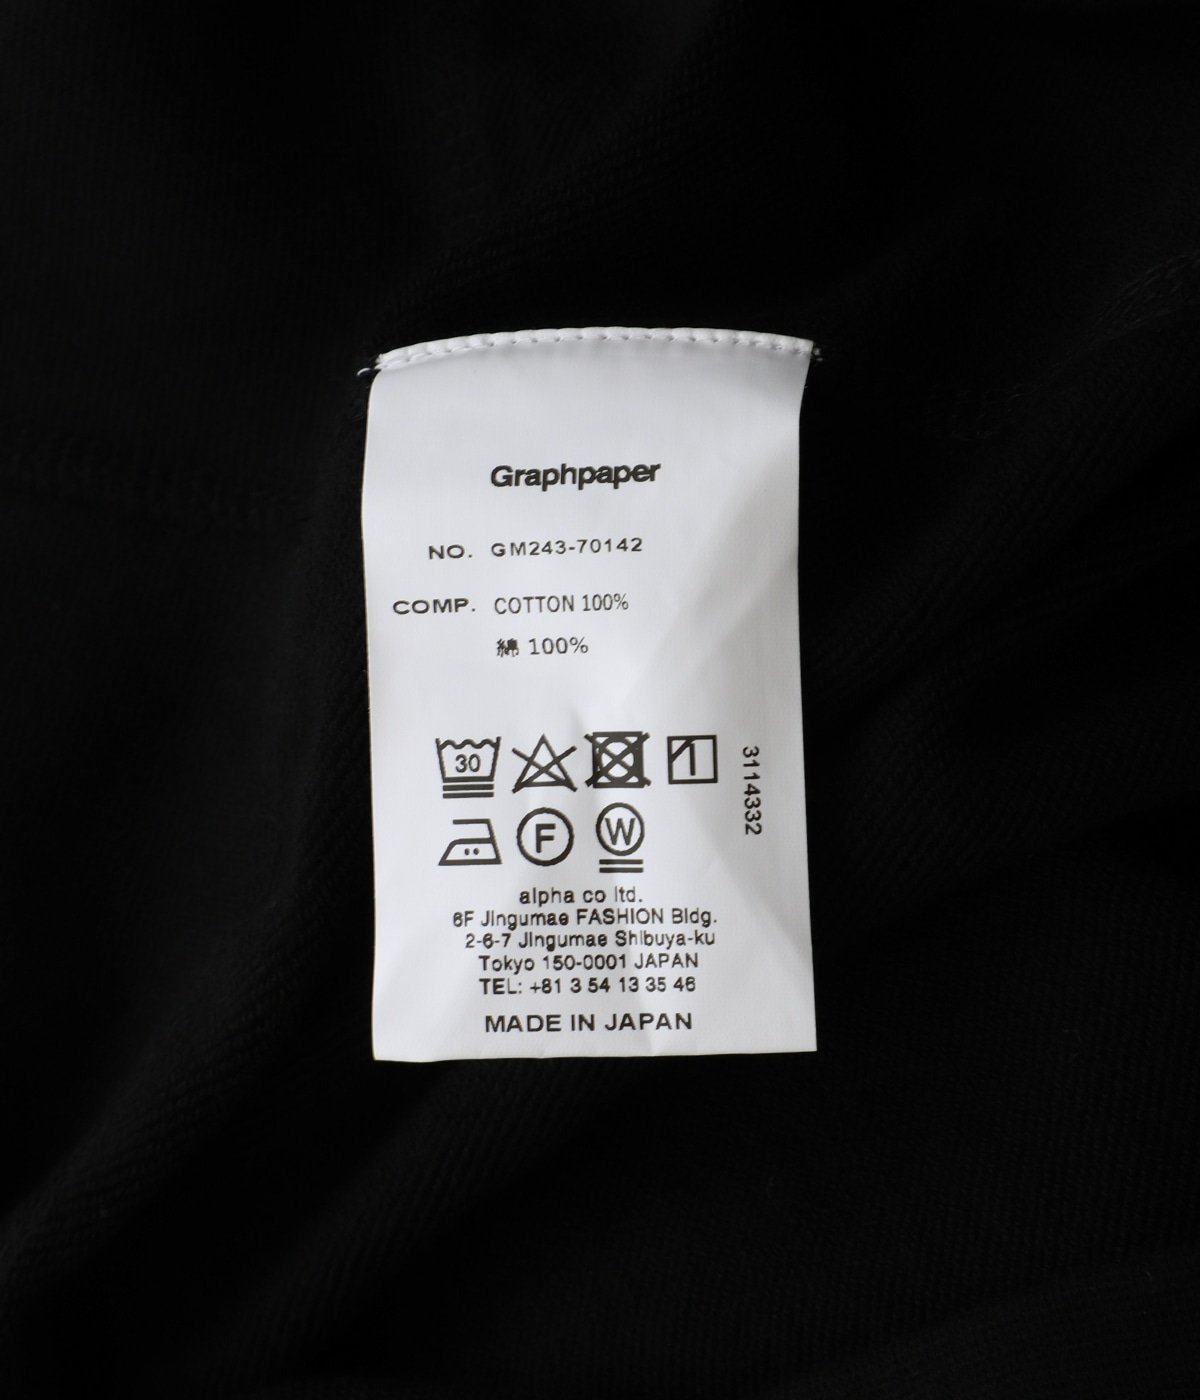 Graphpaper
NO. GM243-70142
COMP. COTTON 100%
綿 100%
30
3114332
F
W
alpha co ltd.
6F Jingumae FASHION Bldg.
2-6-7 Jingumae Shibuya-ku
Tokyo 150-0001 JAPAN
TEL: +81 3 54 13 35 46
MADE IN JAPAN